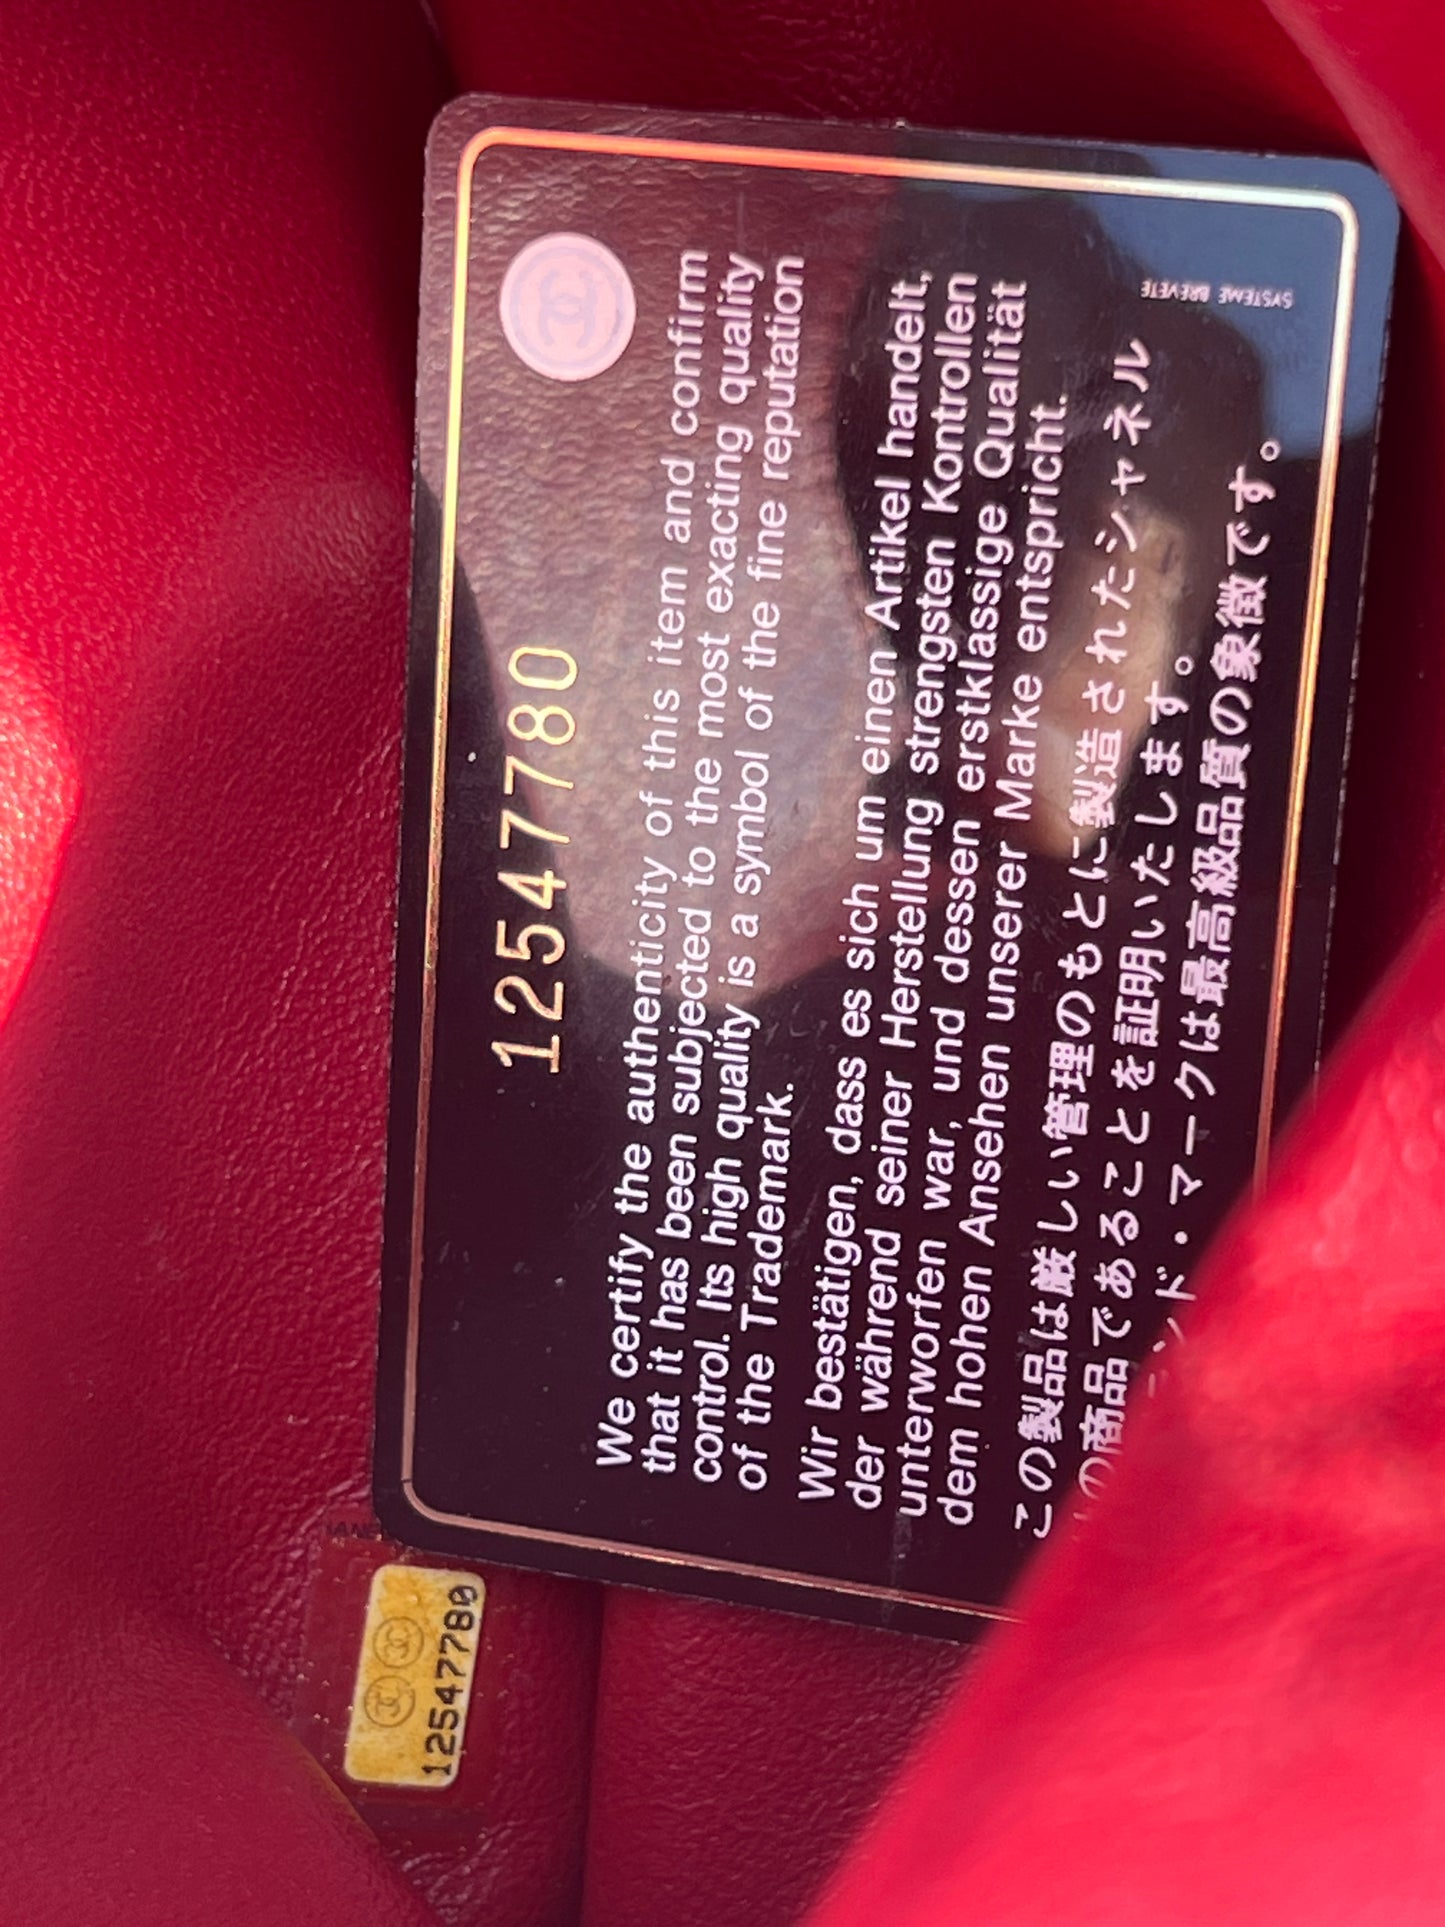 12547780
We certify the authenticity of this item and confirm
that it has been subjected to the most exacting quality
control. Its high quality is a symbol of the fine reputation
of the Trademark.
Wir bestätigen, dass es sich um einen Artikel handelt,
der während seiner Herstellung strengsten Kontrollen
unterworfen war, und dessen erstklassige Qualität
dem hohen Ansehen unserer Marke entspricht.
この製品は厳しい管理のもとに製造されたシャネル
の商品であることを証明いたします。
ンド・マークは最高級品質の象徴です。
SYSTEME BREVETE
12547780